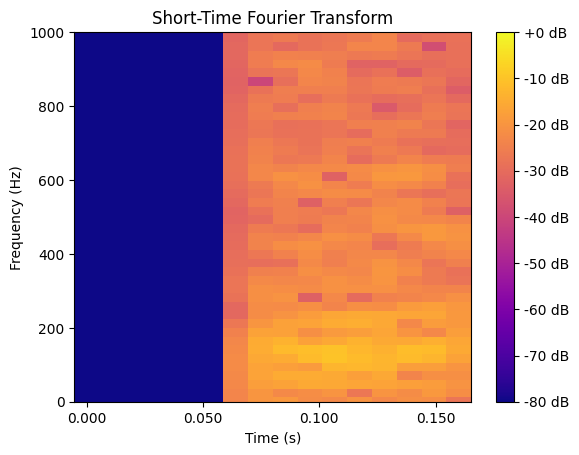 Short-Time Fourier Transform
1000
800
600
400
200
0
Frequency (Hz)
0.000
0.050
0.100
0.150
Time (s)
+0 dB
-10 dB
-20 dB
-30 dB
-40 dB
-50 dB
-60 dB
-70 dB
-80 dB